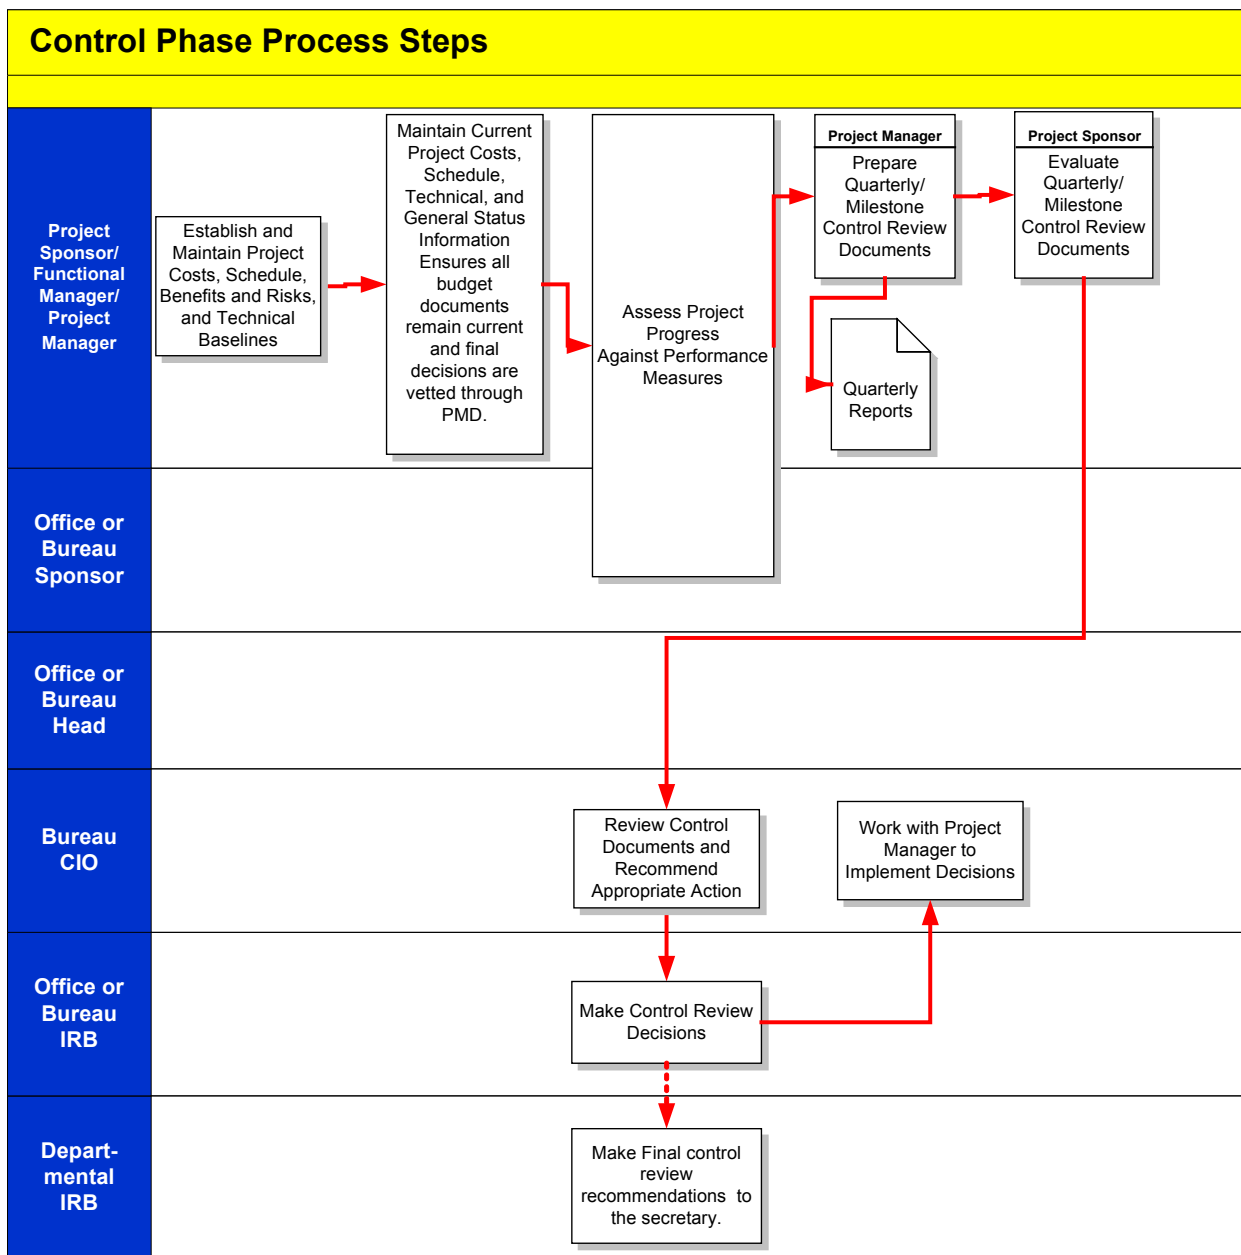 Control Phase Process Steps
Project
Sponsor/
Functional
Manager/
Project
Manager
Establish and
Maintain Project
Costs, Schedule,
Benefits and Risks,
and Technical
Baselines
Maintain Current
Project Costs,
Schedule,
Technical, and
General Status
Information
Ensures all
budget
documents
remain current
and final
decisions are
vetted through
PMD.
Assess Project
Progress
Against Performance
Measures
Project Manager
Prepare
Quarterly/
Milestone
Control Review
Documents
Quarterly
Reports
Project Sponsor
Evaluate
Quarterly/
Milestone
Control Review
Documents
Office or
Bureau
Sponsor
Office or
Bureau
Head
Bureau
CIO
Review Control
Documents and
Recommend
Appropriate Action
Work with Project
Manager to
Implement Decisions
Office or
Bureau
IRB
Make Control Review
Decisions
Depart-
mental
IRB
Make Final control
review
recommendations to
the secretary.